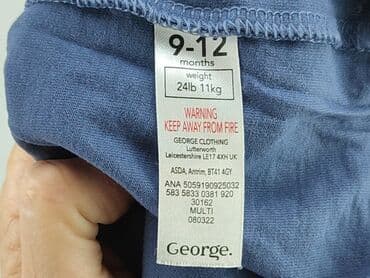 9-12
months
weight
24lb 11kg
WARNING
KEEP AWAY FROM FIRE
GEORGE CLOTHING
Lutterworth
Leicestershire LE17 4XH UK
ASDA, Antrim, BT41 4GY
ANA 5059190925032
583 5833 0381 920
30162
MULTI
080322
George.